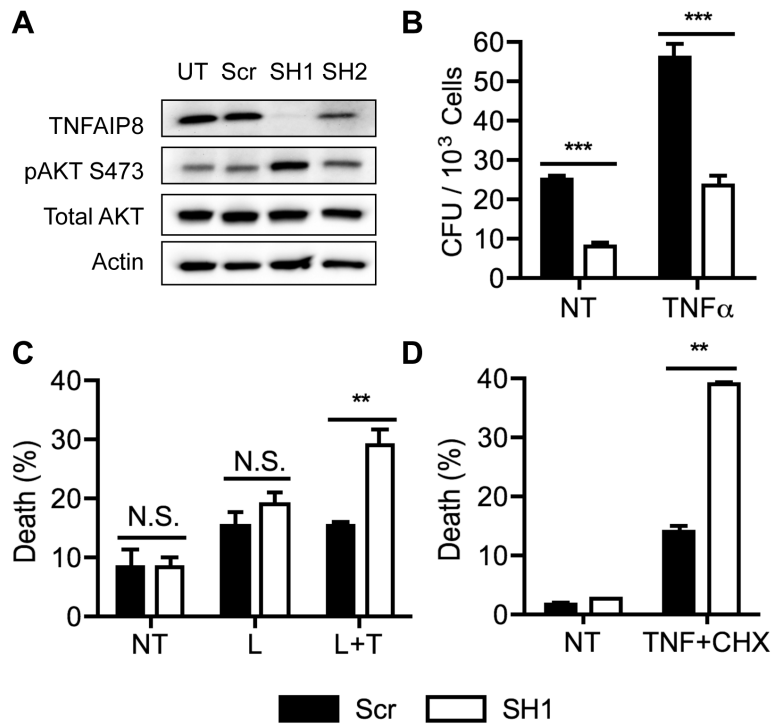 A
UT Scr SH1 SH2
TNFAIP8
pAKT S473
Total AKT
Actin
B
CFU / 10³ Cells
60
50
40
30
20
10
0
***
***
NT TNFα
C
Death (%)
40
30
20
10
0
N.S.
N.S.
**
NT L L+T
D
Death (%)
40
30
20
10
0
**
NT TNF+CHX
Scr SH1